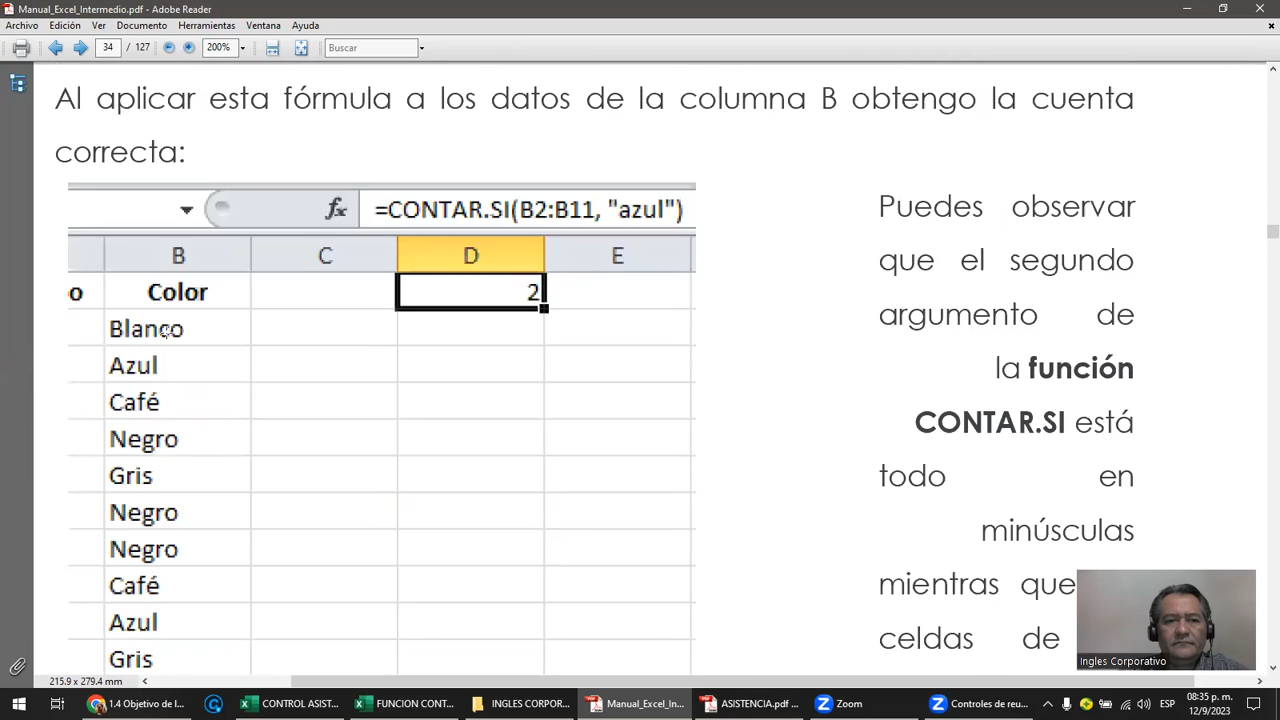 Manual_Excel_Intermedio.pdf - Adobe Reader
Archivo Edición Ver Documento Herramientas Ventana Ayuda
34 / 127 200% Buscar
Al aplicar esta fórmula a los datos de la columna B obtengo la cuenta
correcta:
fx =CONTAR.SI(B2:B11, "azul")
B C D E
o Color 2
Blanco
Azul
Café
Negro
Gris
Negro
Negro
Café
Azul
Gris
Puedes observar
que el segundo
argumento de
la función
CONTAR.SI está
todo en
minúsculas
mientras que
celdas de
Ingles Corporativo
215.9 x 279.4 mm
1.4 Objetivo de l... CONTROL ASIST... FUNCION CONT... INGLES CORPOR... Manual_Excel_In... ASISTENCIA.pdf ... Zoom Controles de reu... ESP 08:35 p. m.
12/9/2023